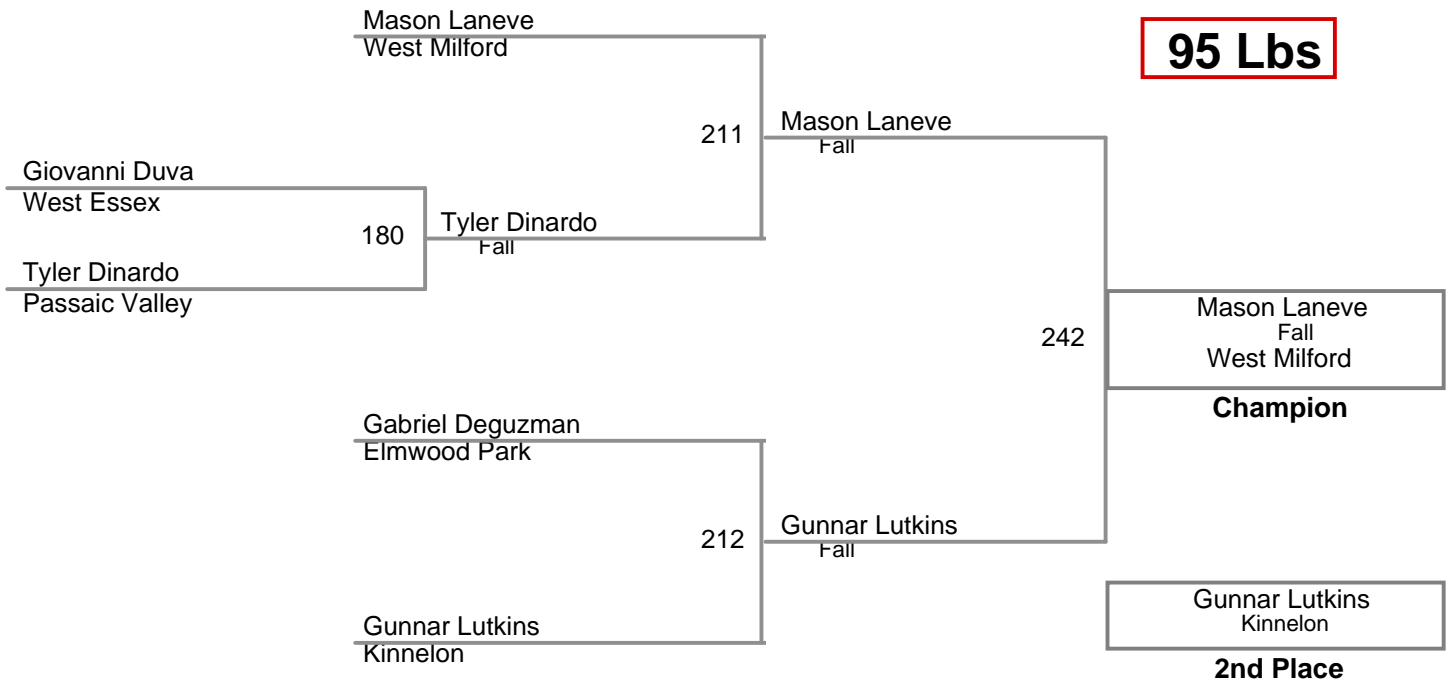 Mason Laneve
West Milford
95 Lbs
211
Mason Laneve
Fall
Giovanni Duva
West Essex
180
Tyler Dinardo
Fall
Tyler Dinardo
Passaic Valley
242
Mason Laneve
Fall
West Milford
Champion
Gabriel Deguzman
Elmwood Park
212
Gunnar Lutkins
Fall
Gunnar Lutkins
Kinnelon
Gunnar Lutkins
Kinnelon
2nd Place